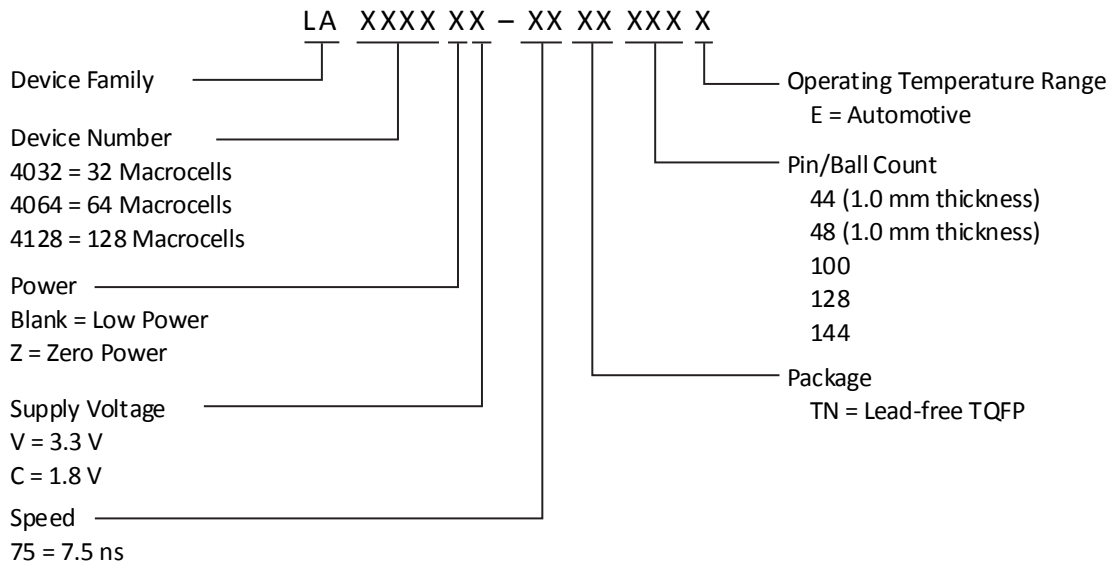 LA XXXX XX – XX XX XXX X
Device Family
Device Number
4032 = 32 Macrocells
4064 = 64 Macrocells
4128 = 128 Macrocells
Power
Blank = Low Power
Z = Zero Power
Supply Voltage
V = 3.3 V
C = 1.8 V
Speed
75 = 7.5 ns
Operating Temperature Range
E = Automotive
Pin/Ball Count
44 (1.0 mm thickness)
48 (1.0 mm thickness)
100
128
144
Package
TN = Lead-free TQFP